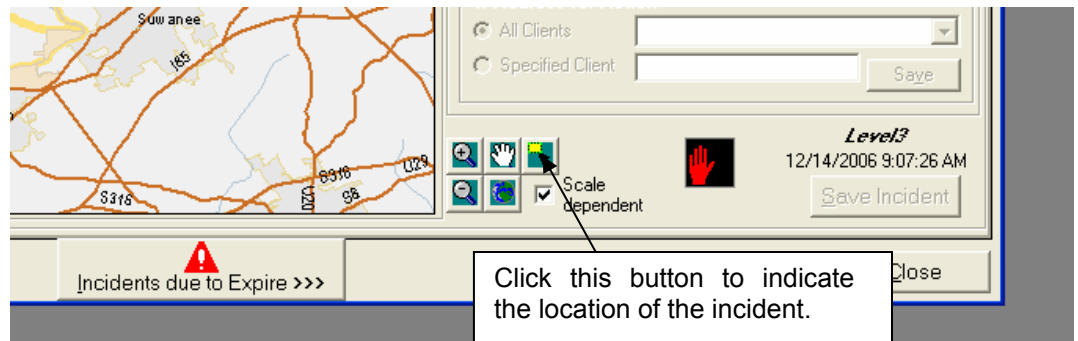 Suwanee
I85
All Clients
Specified Client
Save
S316
U29
S316
U20
S8
Scale
dependent
Level3
12/14/2006 9:07:26 AM
Save Incident
Incidents due to Expire >>>
Close
Click this button to indicate
the location of the incident.